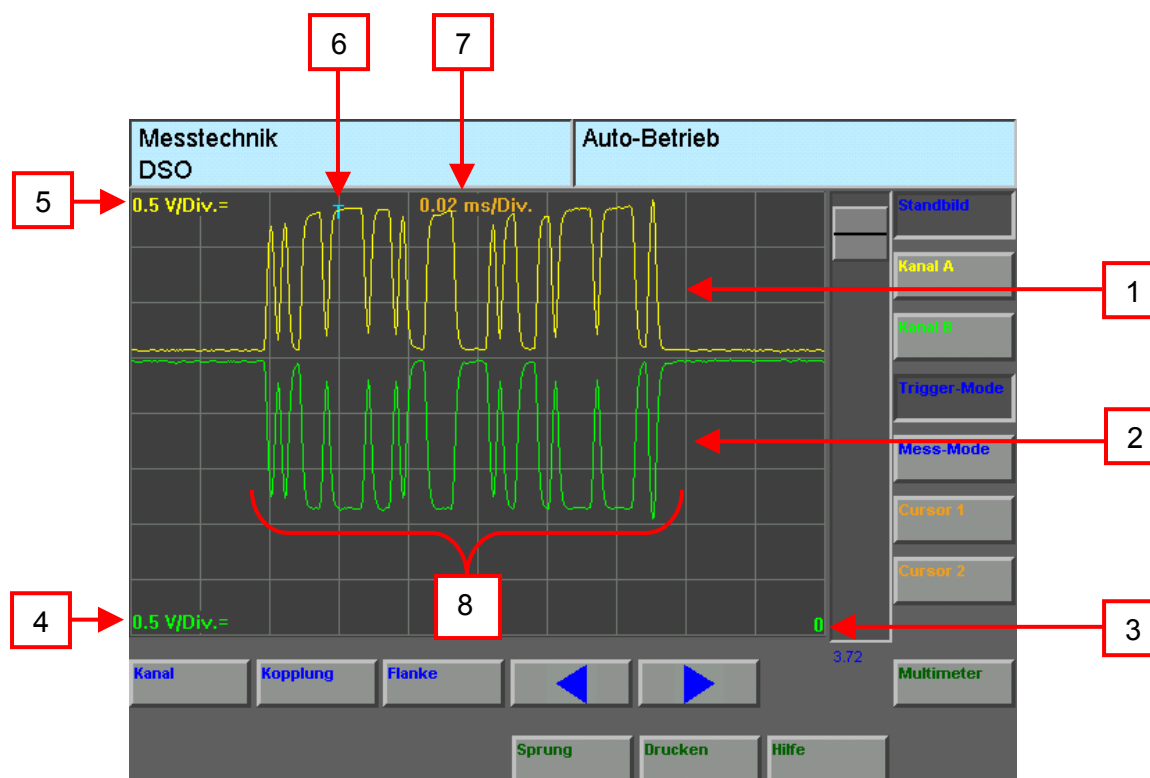 6
7
Messtechnik
DSO
Auto-Betrieb
5
0.5 V/Div.=
T
0.02 ms/Div.
Standbild
Kanal A
1
Kanal B
Trigger-Mode
2
Mess-Mode
Cursor 1
Cursor 2
8
4
0.5 V/Div.=
0
3
3.72
Kanal
Kopplung
Flanke
Multimeter
Sprung
Drucken
Hilfe